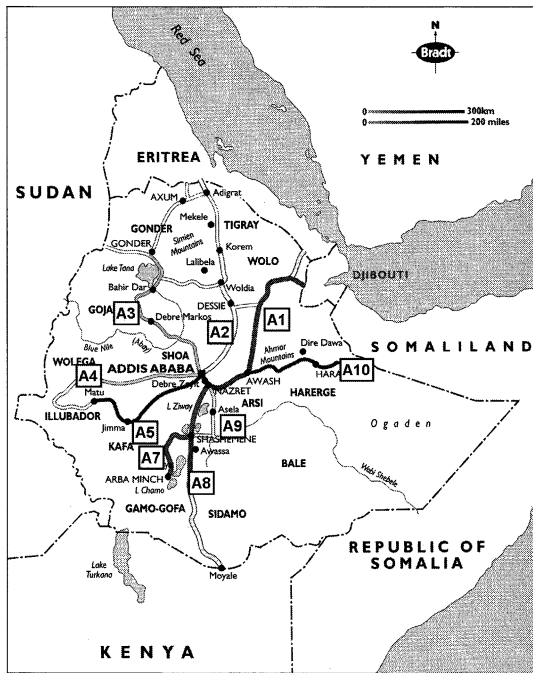 N
Bradt
Red Sea
0 300km
0 200 miles
ERITREA
YEMEN
SUDAN
AXUM
Adigrat
Mekele
TIGRAY
GONDER
Simien
Mountains
Korem
GONDER
Lalibela
WOLO
Lake Tana
DJIBOUTI
Bahir Dar
Woldia
DESSIE
GOJA
A3
A2
A1
Debre Markos
Dire Dawa
Blue Nile
(Abay)
SHOA
Ahmar
Mountains
SOMALILAND
WOLEGA
ADDIS ABABA
A10
A4
Debre Zeyit
AWASH
HARA
Matu
NAZRET
HARERGE
ILLUBADOR
L Ziway
ARSI
Asela
Ogaden
Jimma
A5
A9
KAFA
SHASHEMENE
A7
Awassa
BALE
Wabi Shebele
ARBA MINCH
L Chamo
A8
GAMO-GOFA
SIDAMO
REPUBLIC OF
SOMALIA
Lake
Turkana
Moyale
KENYA